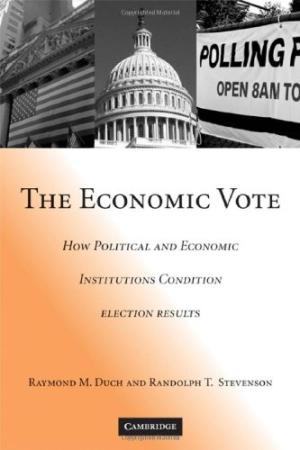 POLLING P
OPEN 8AM TO
THE ECONOMIC VOTE
HOW POLITICAL AND ECONOMIC
INSTITUTIONS CONDITION
ELECTION RESULTS
RAYMOND M. DUCH AND RANDOLPH T. STEVENSON
CAMBRIDGE